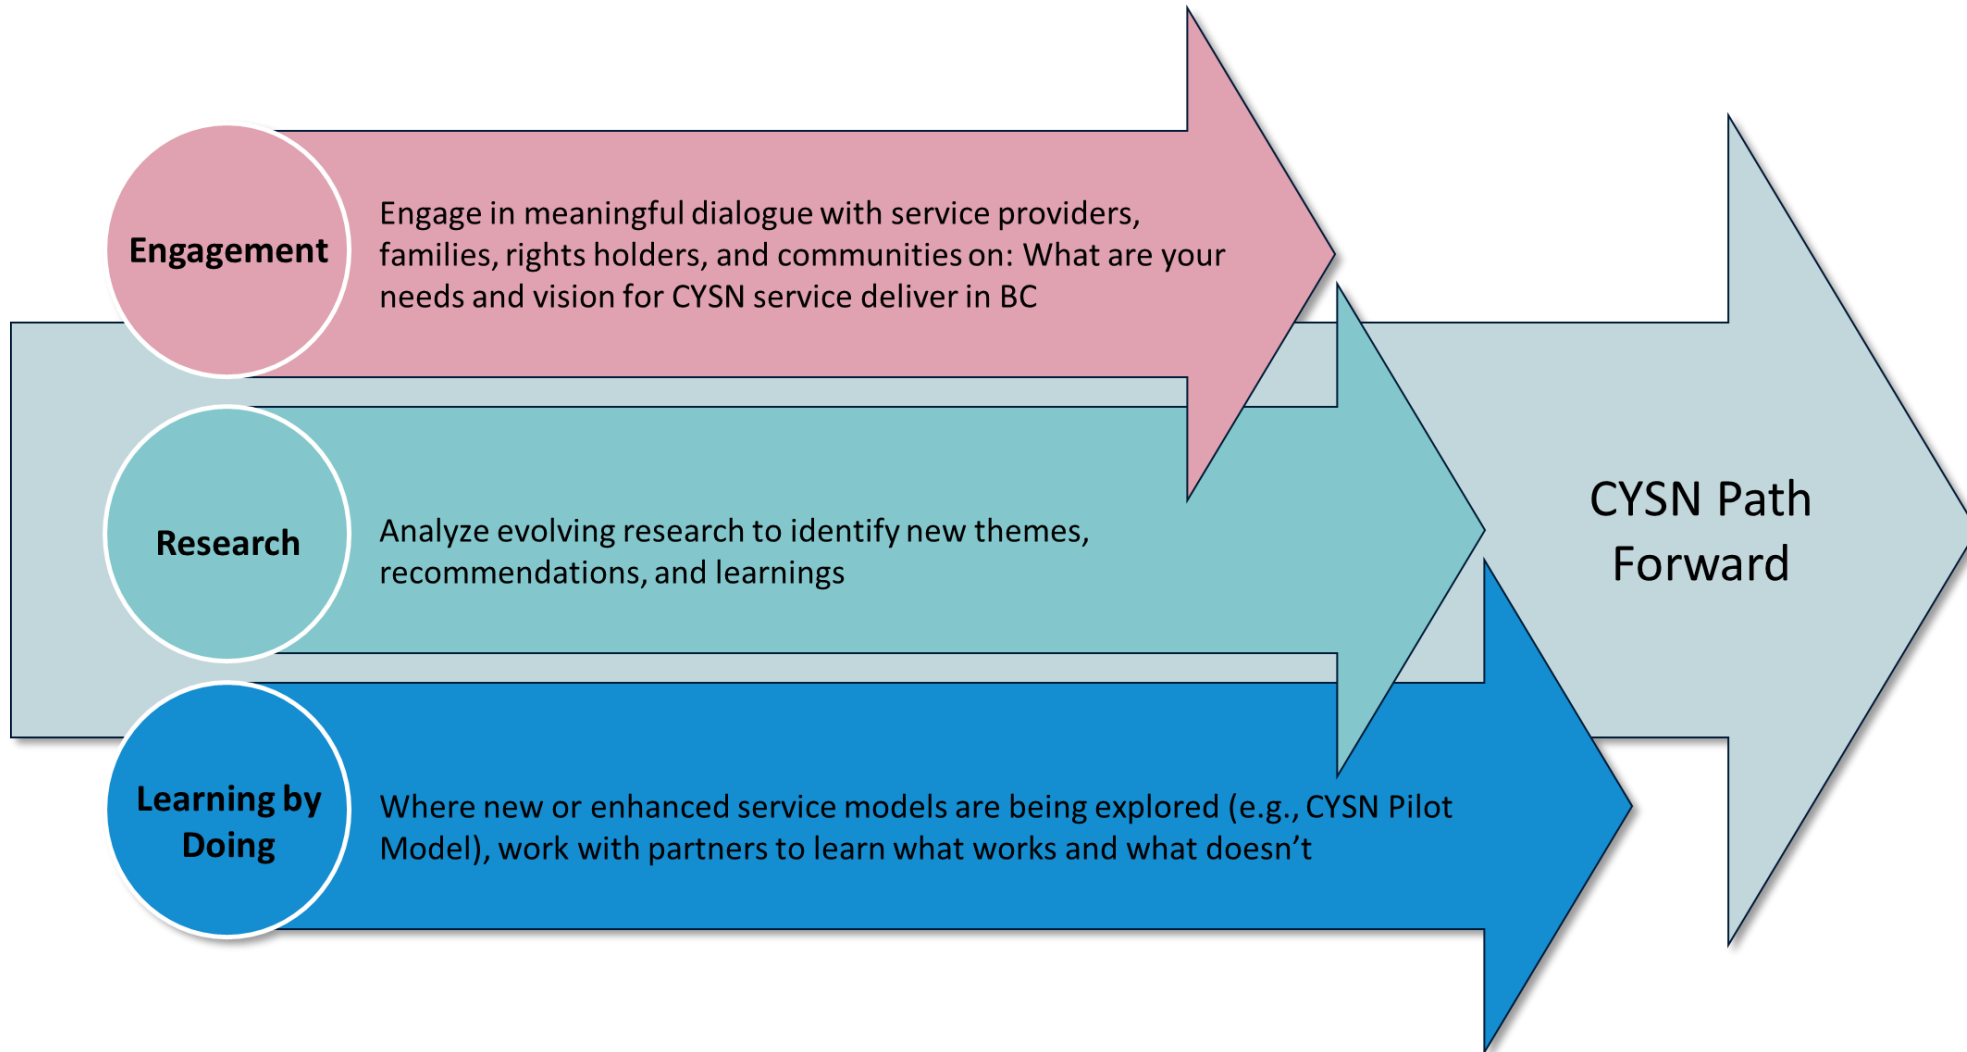 Engagement
Engage in meaningful dialogue with service providers,
families, rights holders, and communities on: What are your
needs and vision for CYSN service deliver in BC
Research
Analyze evolving research to identify new themes,
recommendations, and learnings
Learning by
Doing
Where new or enhanced service models are being explored (e.g., CYSN Pilot
Model), work with partners to learn what works and what doesn’t
CYSN Path
Forward